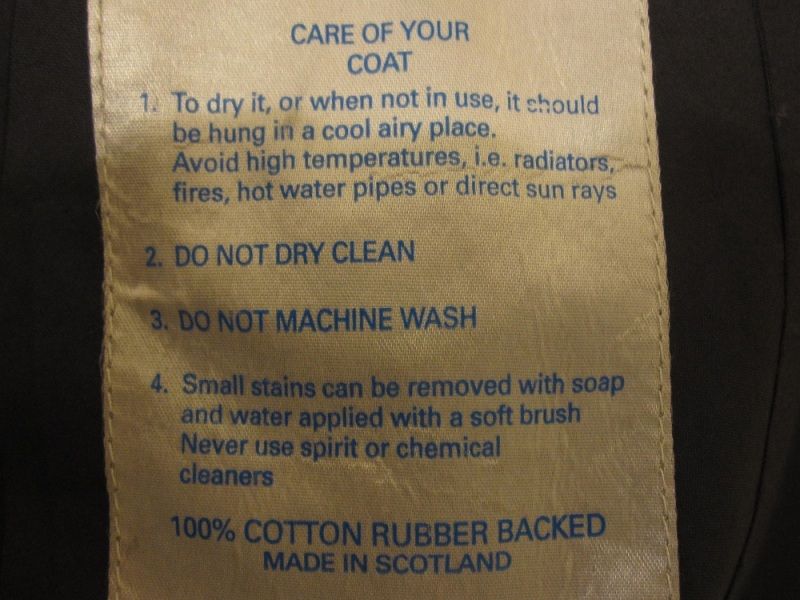 CARE OF YOUR
COAT
1. To dry it, or when not in use, it should
be hung in a cool airy place.
Avoid high temperatures, i.e. radiators,
fires, hot water pipes or direct sun rays
2. DO NOT DRY CLEAN
3. DO NOT MACHINE WASH
4. Small stains can be removed with soap
and water applied with a soft brush
Never use spirit or chemical
cleaners
100% COTTON RUBBER BACKED
MADE IN SCOTLAND